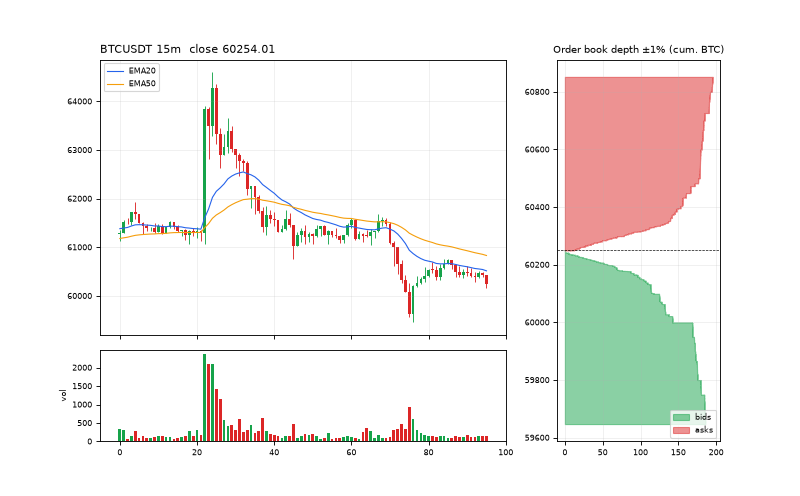 BTCUSDT 15m  close 60254.01
Order book depth ±1% (cum. BTC)
EMA20
EMA50
64000
63000
62000
61000
60000
60800
60600
60400
60200
60000
59800
59600
vol
2000
1500
1000
500
0
0 20 40 60 80 100
bids
asks
0 50 100 150 200